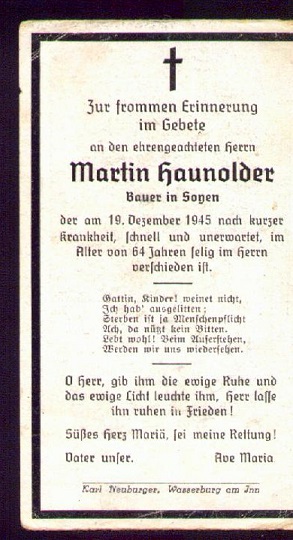 Zur frommen Erinnerung
im Gebete
an den ehrengeachteten Herrn
Martin Haunolder
Bauer in Soyen
der am 19. Dezember 1945 nach kurzer
Krankheit, schnell und unerwartet, im
Alter von 64 Jahren selig im Herrn
verschieden ist.
Gattin, Kinder! weinet nicht,
Ich hab' ausgelitten;
Sterben ist ja Menschenpflicht
Ach, da nützt kein Bitten.
Lebt wohl! Beim Auferstehen,
Werden wir uns wiedersehen.
O Herr, gib ihm die ewige Ruhe und
das ewige Licht leuchte ihm, Herr lasse
ihn ruhen in Frieden!
Süßes Herz Mariä, sei meine Rettung!
Vater unser. Ave Maria
Karl Neuburger, Wasserburg am Inn